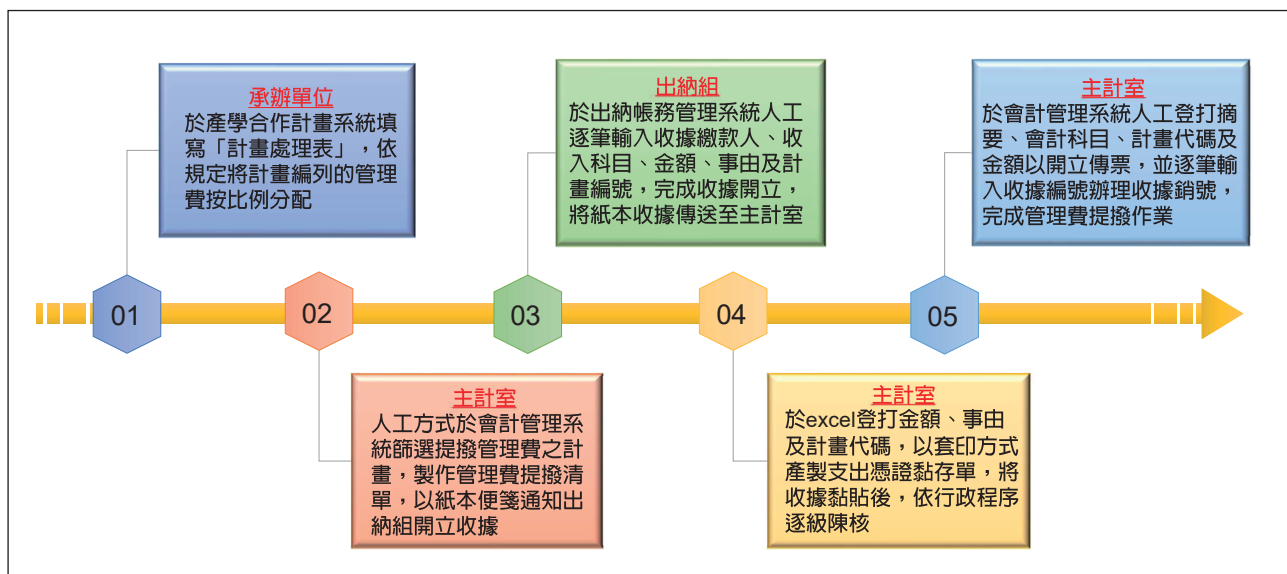 01
承辦單位
於產學合作計畫系統填
寫「計畫處理表」，依
規定將計畫編列的管理
費按比例分配
02
主計室
人工方式於會計管理系
統篩選提撥管理費之計
畫，製作管理費提撥清
單，以紙本便箋通知出
納組開立收據
03
出納組
於出納帳務管理系統人工
逐筆輸入收據繳款人、收
入科目、金額、事由及計
畫編號，完成收據開立，
將紙本收據傳送至主計室
04
主計室
於excel登打金額、事由
及計畫代碼，以套印方式
產製支出憑證黏存單，將
收據黏貼後，依行政程序
逐級陳核
05
主計室
於會計管理系統人工登打摘
要、會計科目、計畫代碼及
金額以開立傳票，並逐筆輸
入收據編號辦理收據銷號，
完成管理費提撥作業